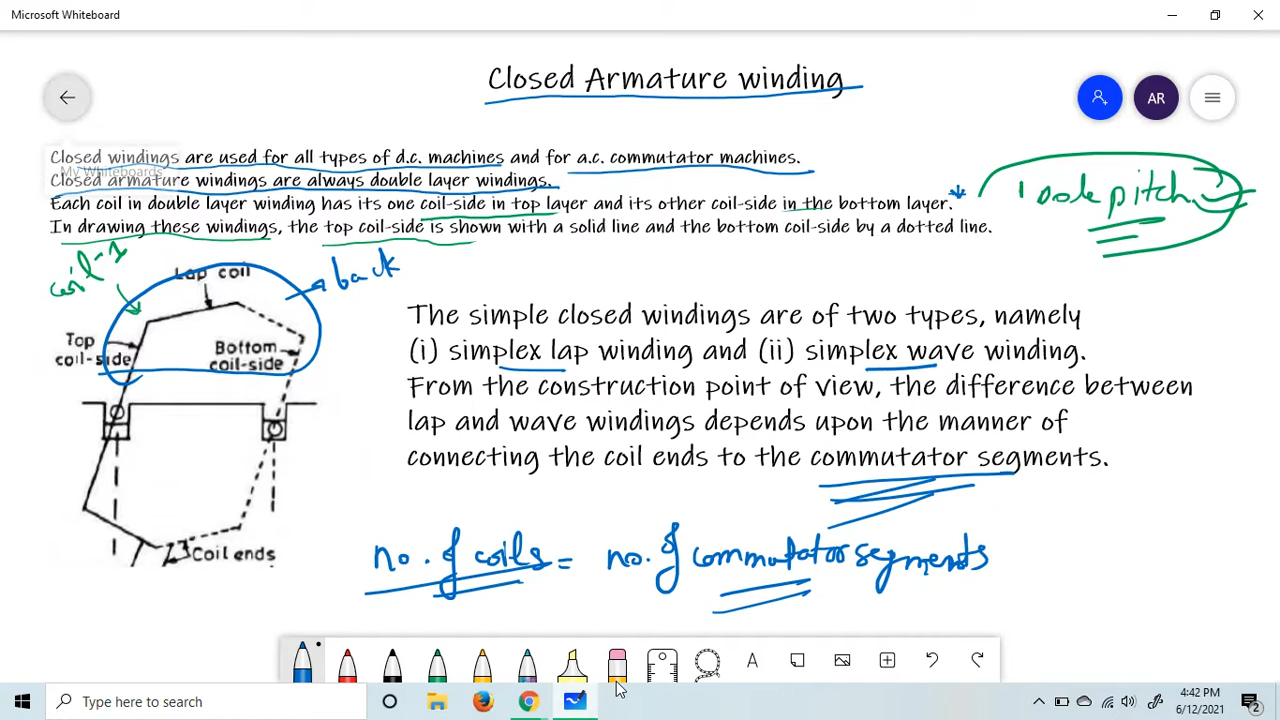 Microsoft Whiteboard
Closed Armature winding
AR
Closed windings are used for all types of d.c. machines and for a.c. commutator machines.
My Whiteboards
Closed armature windings are always double layer windings.
Each coil in double layer winding has its one coil-side in top layer and its other coil-side in the bottom layer.
In drawing these windings, the top coil-side is shown with a solid line and the bottom coil-side by a dotted line.
1 sole pitch.
coil-1
Lap coil
back
Top
coil-side
Bottom
coil-side
The simple closed windings are of two types, namely
(i) simplex lap winding and (ii) simplex wave winding.
From the construction point of view, the difference between
lap and wave windings depends upon the manner of
connecting the coil ends to the commutator segments.
Coil ends
no. of coils = no. of commutator segments
A
Type here to search
4:42 PM
6/12/2021
2